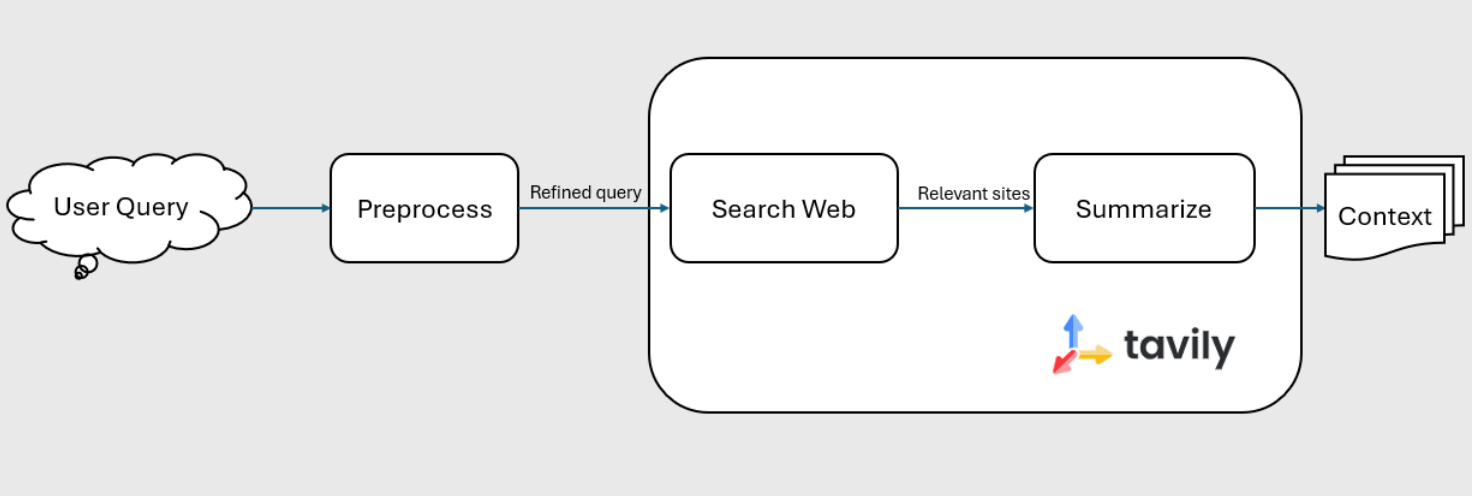 User Query
Preprocess
Refined query
Search Web
Relevant sites
Summarize
Context
tavily